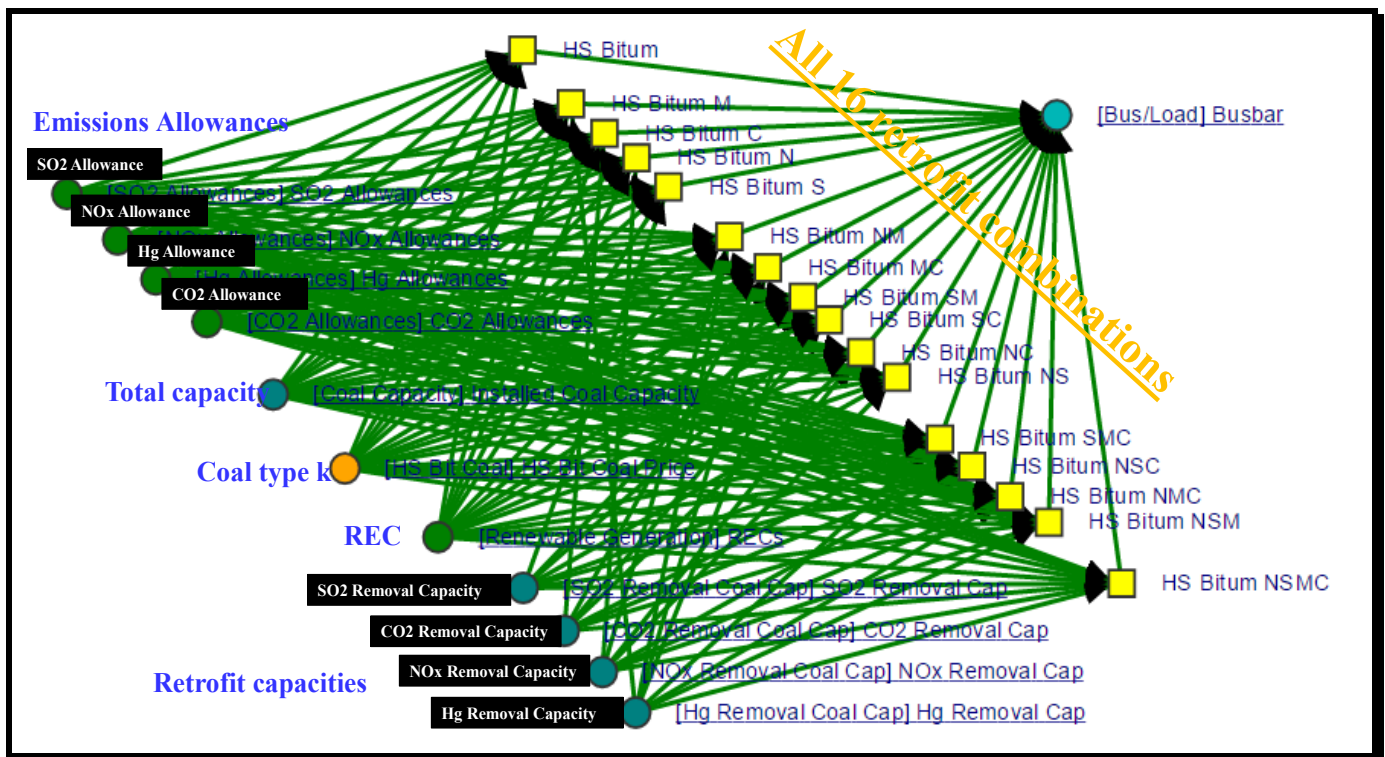 HS Bitum
All 16 retrofit combinations
HS Bitum M
[Bus/Load] Busbar
Emissions Allowances
HS Bitum C
HS Bitum N
SO2 Allowance
HS Bitum S
[SO2 Allowances] SO2 Allowances
NOx Allowance
HS Bitum NM
[NOx Allowances] NOx Allowances
Hg Allowance
HS Bitum MC
[Hg Allowances] Hg Allowances
CO2 Allowance
HS Bitum SM
HS Bitum SC
[CO2 Allowances] CO2 Allowances
HS Bitum NC
HS Bitum NS
Total capacity
[Coal Capacity] Installed Coal Capacity
HS Bitum SMC
Coal type k
[HS Bit Coal] HS Bit Coal Price
HS Bitum NSC
HS Bitum NMC
HS Bitum NSM
REC
[Renewable Generation] RECs
HS Bitum NSMC
SO2 Removal Capacity
[SO2 Removal Coal Cap] SO2 Removal Cap
CO2 Removal Capacity
[CO2 Removal Coal Cap] CO2 Removal Cap
NOx Removal Capacity
[NOx Removal Coal Cap] NOx Removal Cap
Retrofit capacities
Hg Removal Capacity
[Hg Removal Coal Cap] Hg Removal Cap